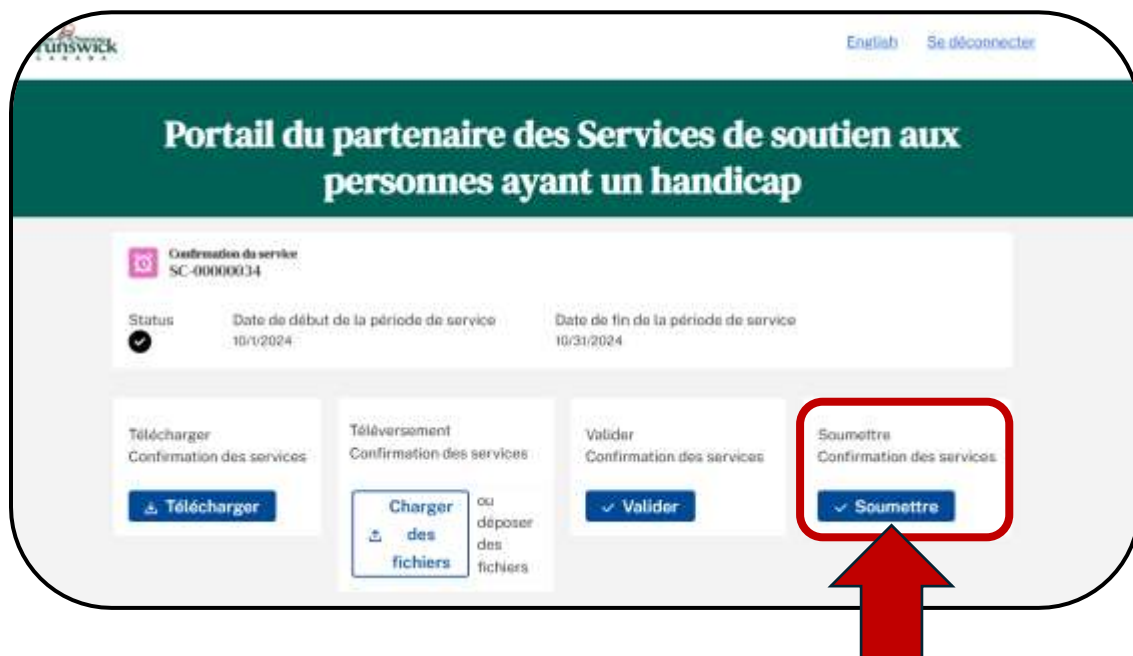 CANADA
English Se déconnecter
Portail du partenaire des Services de soutien aux
personnes ayant un handicap
Confirmation du service
SC-00000034
Status Date de début de la période de service Date de fin de la période de service
10/1/2024 10/31/2024
Télécharger
Confirmation des services
Télécharger
Téléversement
Confirmation des services
Charger
des
fichiers
ou
déposer
des
fichiers
Valider
Confirmation des services
Valider
Soumettre
Confirmation des services
Soumettre